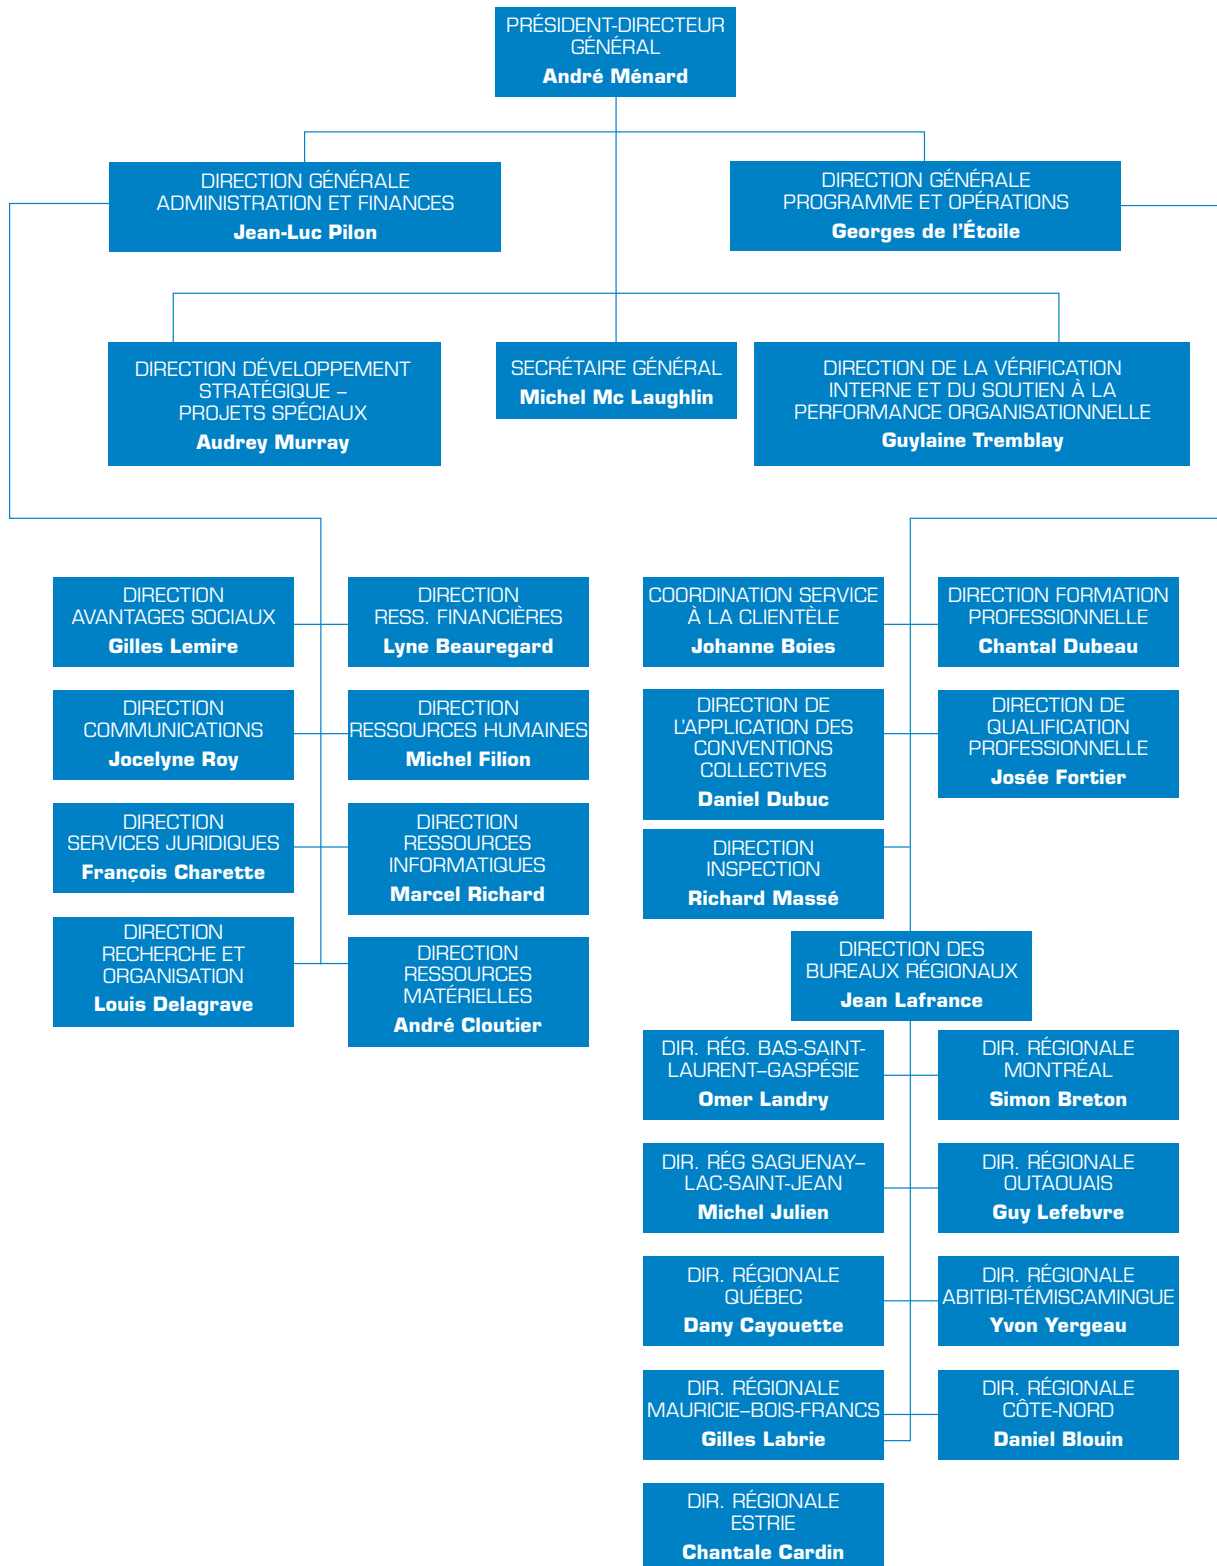 PRÉSIDENT-DIRECTEUR
GÉNÉRAL
André Ménard
DIRECTION GÉNÉRALE
ADMINISTRATION ET FINANCES
Jean-Luc Pilon
DIRECTION GÉNÉRALE
PROGRAMME ET OPÉRATIONS
Georges de l'Étoile
DIRECTION DÉVELOPPEMENT
STRATÉGIQUE –
PROJETS SPÉCIAUX
Audrey Murray
SECRÉTAIRE GÉNÉRAL
Michel Mc Laughlin
DIRECTION DE LA VÉRIFICATION
INTERNE ET DU SOUTIEN À LA
PERFORMANCE ORGANISATIONNELLE
Guylaine Tremblay
DIRECTION
AVANTAGES SOCIAUX
Gilles Lemire
DIRECTION
RESS. FINANCIÈRES
Lyne Beauregard
DIRECTION
COMMUNICATIONS
Jocelyne Roy
DIRECTION
RESSOURCES HUMAINES
Michel Filion
DIRECTION
SERVICES JURIDIQUES
François Charette
DIRECTION
RESSOURCES
INFORMATIQUES
Marcel Richard
DIRECTION
RECHERCHE ET
ORGANISATION
Louis Delagrave
DIRECTION
RESSOURCES
MATÉRIELLES
André Cloutier
COORDINATION SERVICE
À LA CLIENTÈLE
Johanne Boies
DIRECTION FORMATION
PROFESSIONNELLE
Chantal Dubeau
DIRECTION DE
L'APPLICATION DES
CONVENTIONS
COLLECTIVES
Daniel Dubuc
DIRECTION DE
QUALIFICATION
PROFESSIONNELLE
Josée Fortier
DIRECTION
INSPECTION
Richard Massé
DIRECTION DES
BUREAUX RÉGIONAUX
Jean Lafrance
DIR. RÉG. BAS-SAINT-
LAURENT–GASPÉSIE
Omer Landry
DIR. RÉGIONALE
MONTRÉAL
Simon Breton
DIR. RÉG SAGUENAY–
LAC-SAINT-JEAN
Michel Julien
DIR. RÉGIONALE
OUTAOUAIS
Guy Lefebvre
DIR. RÉGIONALE
QUÉBEC
Dany Cayouette
DIR. RÉGIONALE
ABITIBI-TÉMISCAMINGUE
Yvon Yergeau
DIR. RÉGIONALE
MAURICIE–BOIS-FRANCS
Gilles Labrie
DIR. RÉGIONALE
CÔTE-NORD
Daniel Blouin
DIR. RÉGIONALE
ESTRIE
Chantale Cardin